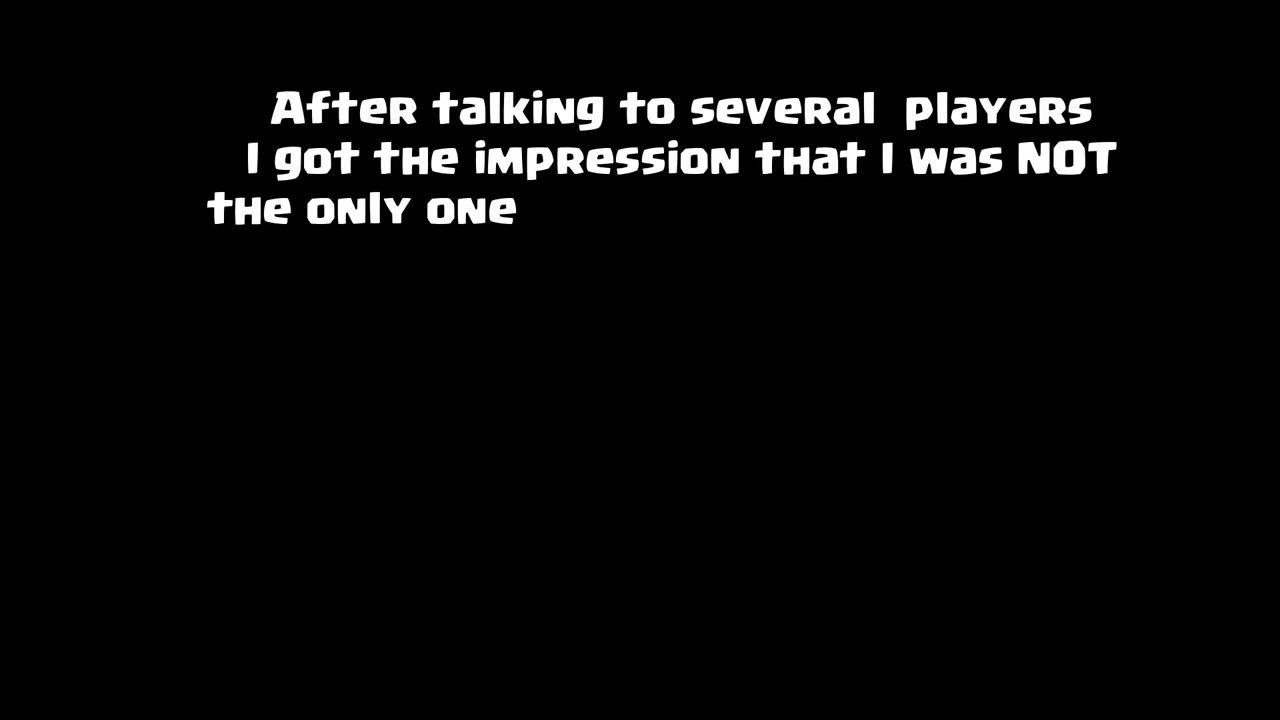 After talking to several  players
I got the impression that I was NOT
the only one